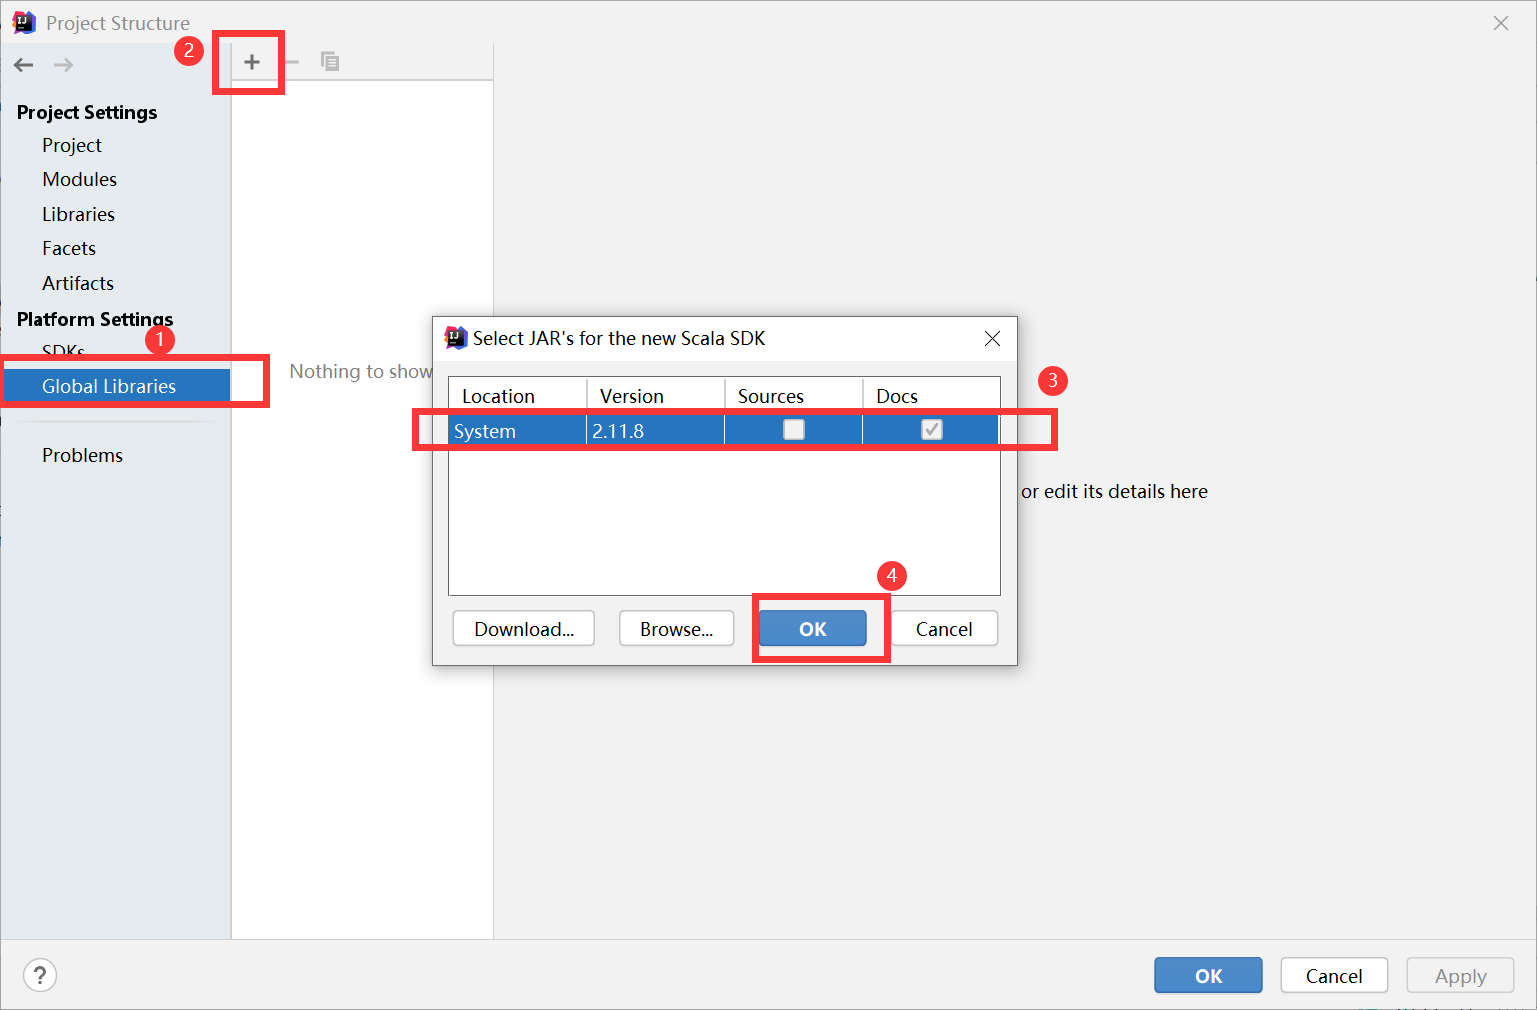 Project Structure
2
Project Settings
Project
Modules
Libraries
Facets
Artifacts
Platform Settings
1
SDKs
Global Libraries
Problems
Nothing to show
Select JAR's for the new Scala SDK
Location Version Sources Docs
3
System 2.11.8
or edit its details here
4
Download... Browse... OK Cancel
?
OK Cancel Apply